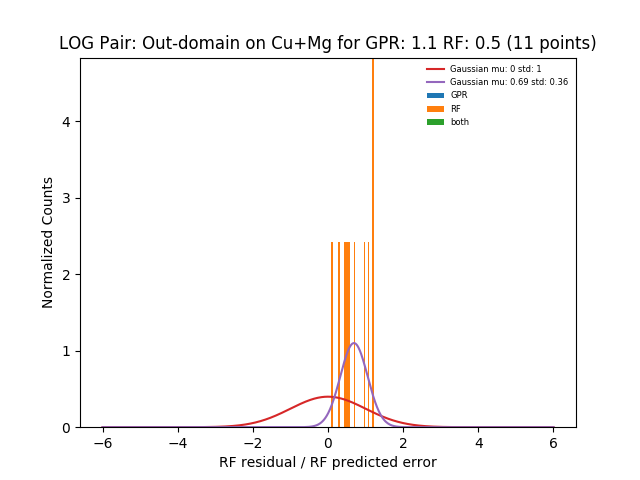 LOG Pair: Out-domain on Cu+Mg for GPR: 1.1 RF: 0.5 (11 points)
Gaussian mu: 0 std: 1
Gaussian mu: 0.69 std: 0.36
GPR
RF
both
Normalized Counts
4
3
2
1
0
−6
−4
−2
0
2
4
6
RF residual / RF predicted error